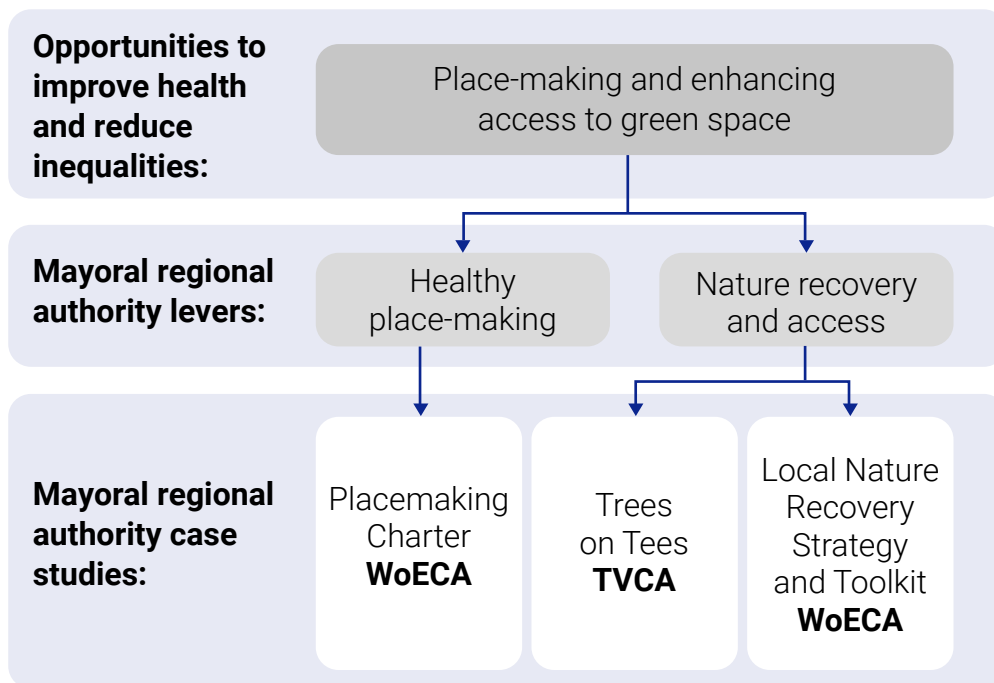 Opportunities to
improve health
and reduce
inequalities:
Place-making and enhancing
access to green space
Mayoral regional
authority levers:
Healthy
place-making
Nature recovery
and access
Mayoral regional
authority case
studies:
Placemaking
Charter
WoECA
Trees
on Tees
TVCA
Local Nature
Recovery
Strategy
and Toolkit
WoECA